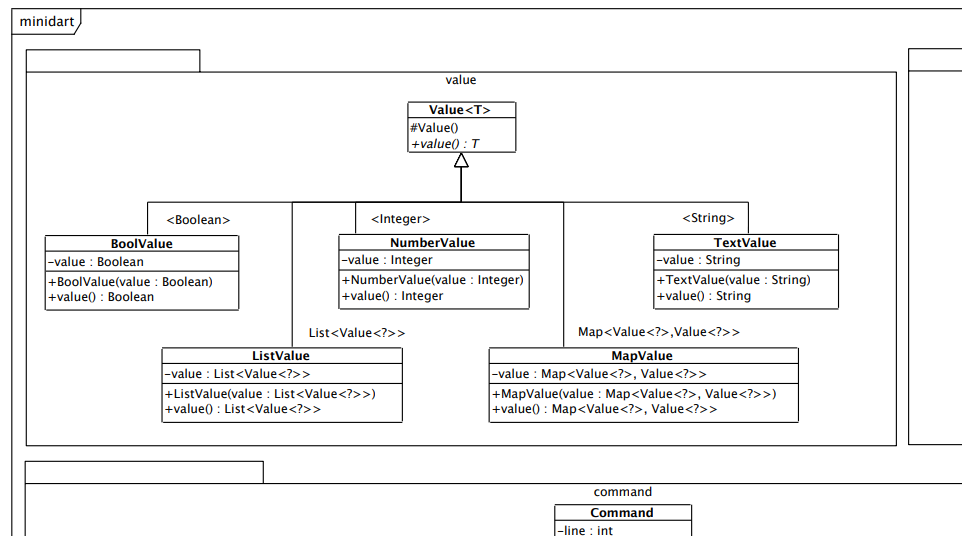 minidart
value
Value<T>
#Value()
+value() : T
<Boolean>
BoolValue
-value : Boolean
+BoolValue(value : Boolean)
+value() : Boolean
<Integer>
NumberValue
-value : Integer
+NumberValue(value : Integer)
+value() : Integer
<String>
TextValue
-value : String
+TextValue(value : String)
+value() : String
List<Value<?>>
ListValue
-value : List<Value<?>>
+ListValue(value : List<Value<?>>)
+value() : List<Value<?>>
Map<Value<?>,Value<?>>
MapValue
-value : Map<Value<?>, Value<?>>
+MapValue(value : Map<Value<?>, Value<?>>)
+value() : Map<Value<?>, Value<?>>
command
Command
-line : int